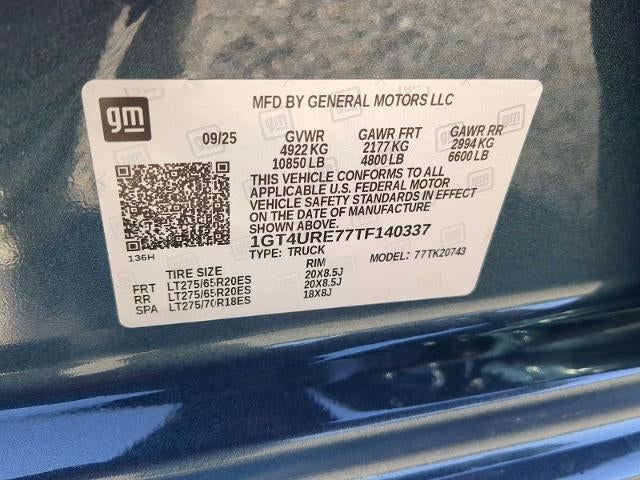 gm
MFD BY GENERAL MOTORS LLC
09/25 GVWR GAWR FRT GAWR RR
4922 KG 2177 KG 2994 KG
10850 LB 4800 LB 6600 LB
THIS VEHICLE CONFORMS TO ALL
APPLICABLE U.S. FEDERAL MOTOR
VEHICLE SAFETY STANDARDS IN EFFECT
ON THE DATE OF MANUFACTURE
SHOWN ABOVE.
1GT4URE77TF140337
136H
TYPE: TRUCK MODEL: 77TK20743
TIRE SIZE RIM
FRT LT275/65R20ES 20X8.5J
RR LT275/65R20ES 20X8.5J
SPA LT275/70R18ES 18X8J